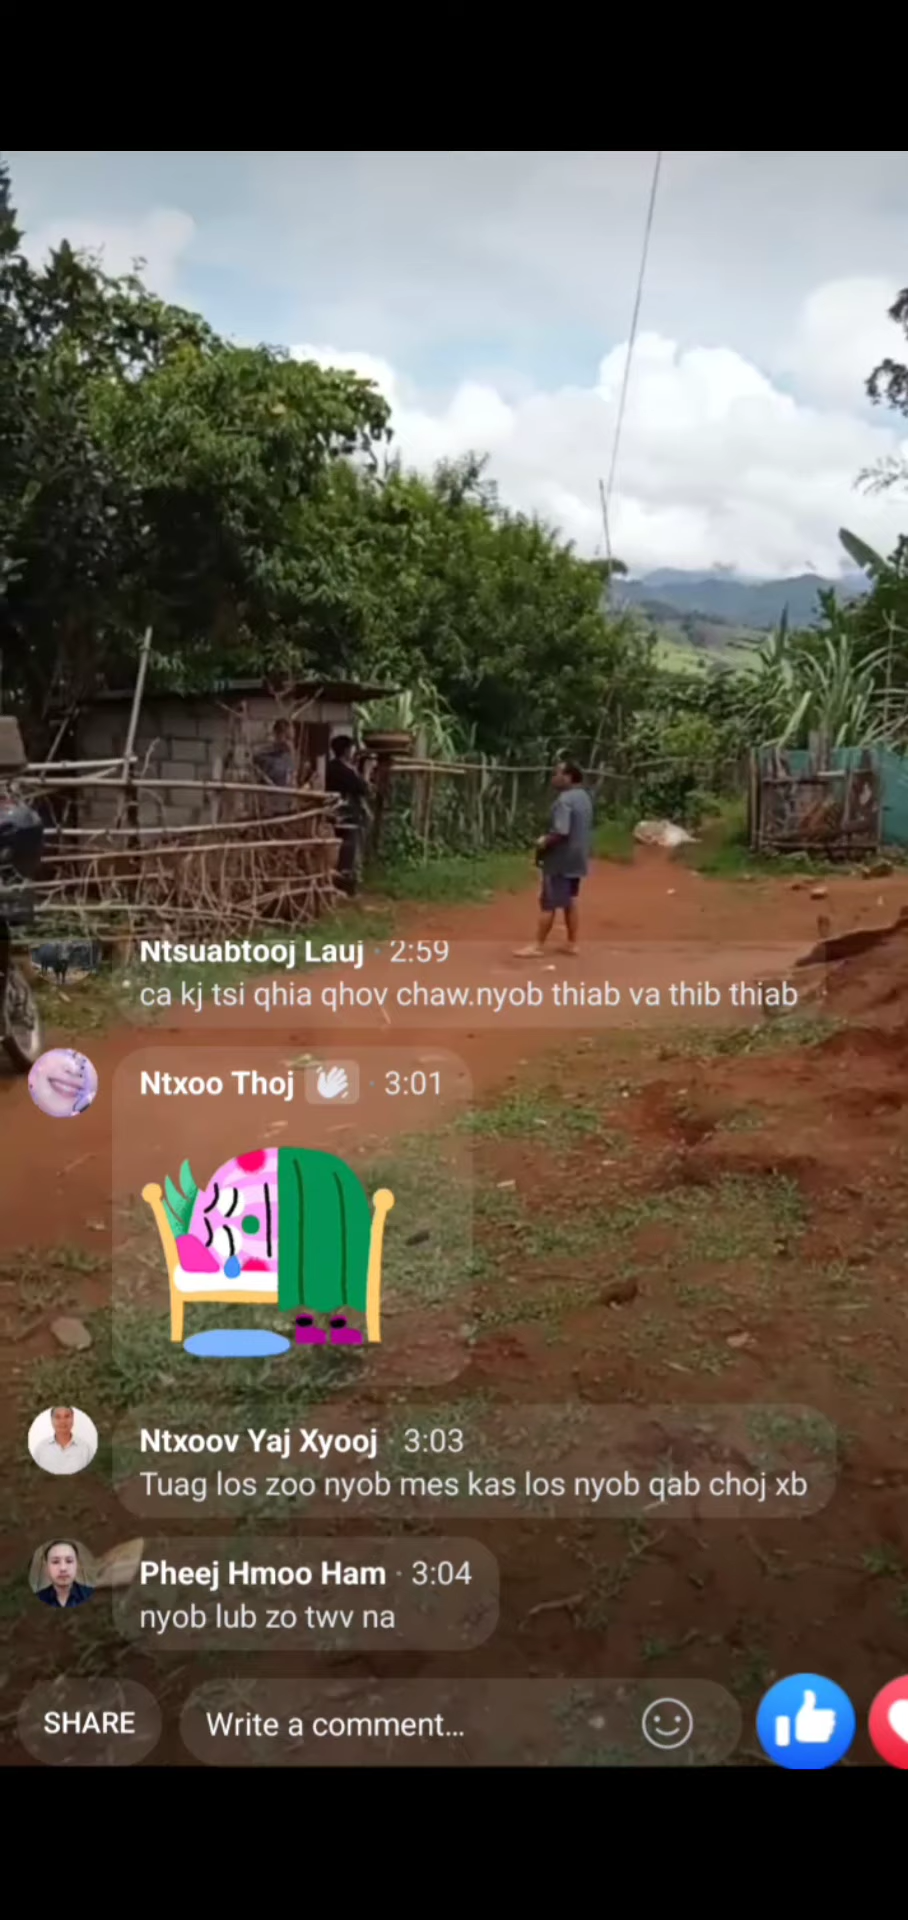 Ntsuabtooj Lauj · 2:59
ca kj tsi qhia qhov chaw.nyob thiab va thib thiab
Ntxoo Thoj · 3:01
Ntxoov Yaj Xyooj · 3:03
Tuag los zoo nyob mes kas los nyob qab choj xb
Pheej Hmoo Ham · 3:04
nyob lub zo twv na
SHARE
Write a comment...